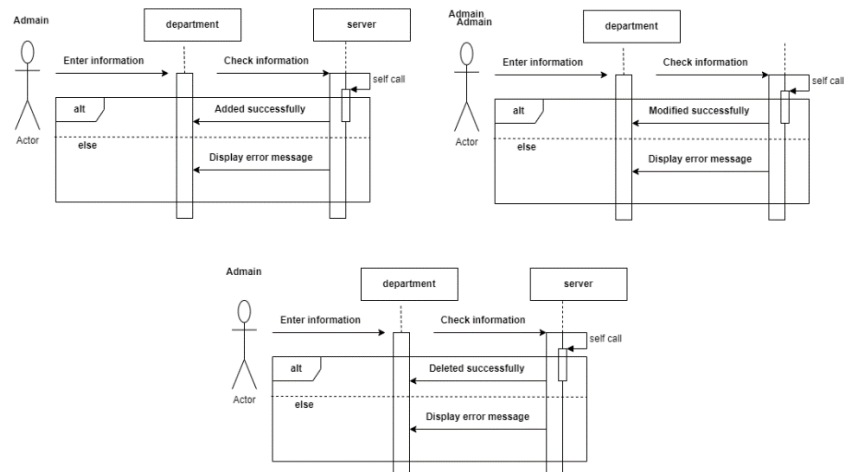 Admain
department
server
Enter information
Check information
self call
alt
Added successfully
Actor
else
Display error message
Admain
Admain
department
Enter information
Check information
self call
alt
Modified successfully
Actor
else
Display error message
Admain
department
server
Enter information
Check information
self call
alt
Deleted successfully
Actor
else
Display error message